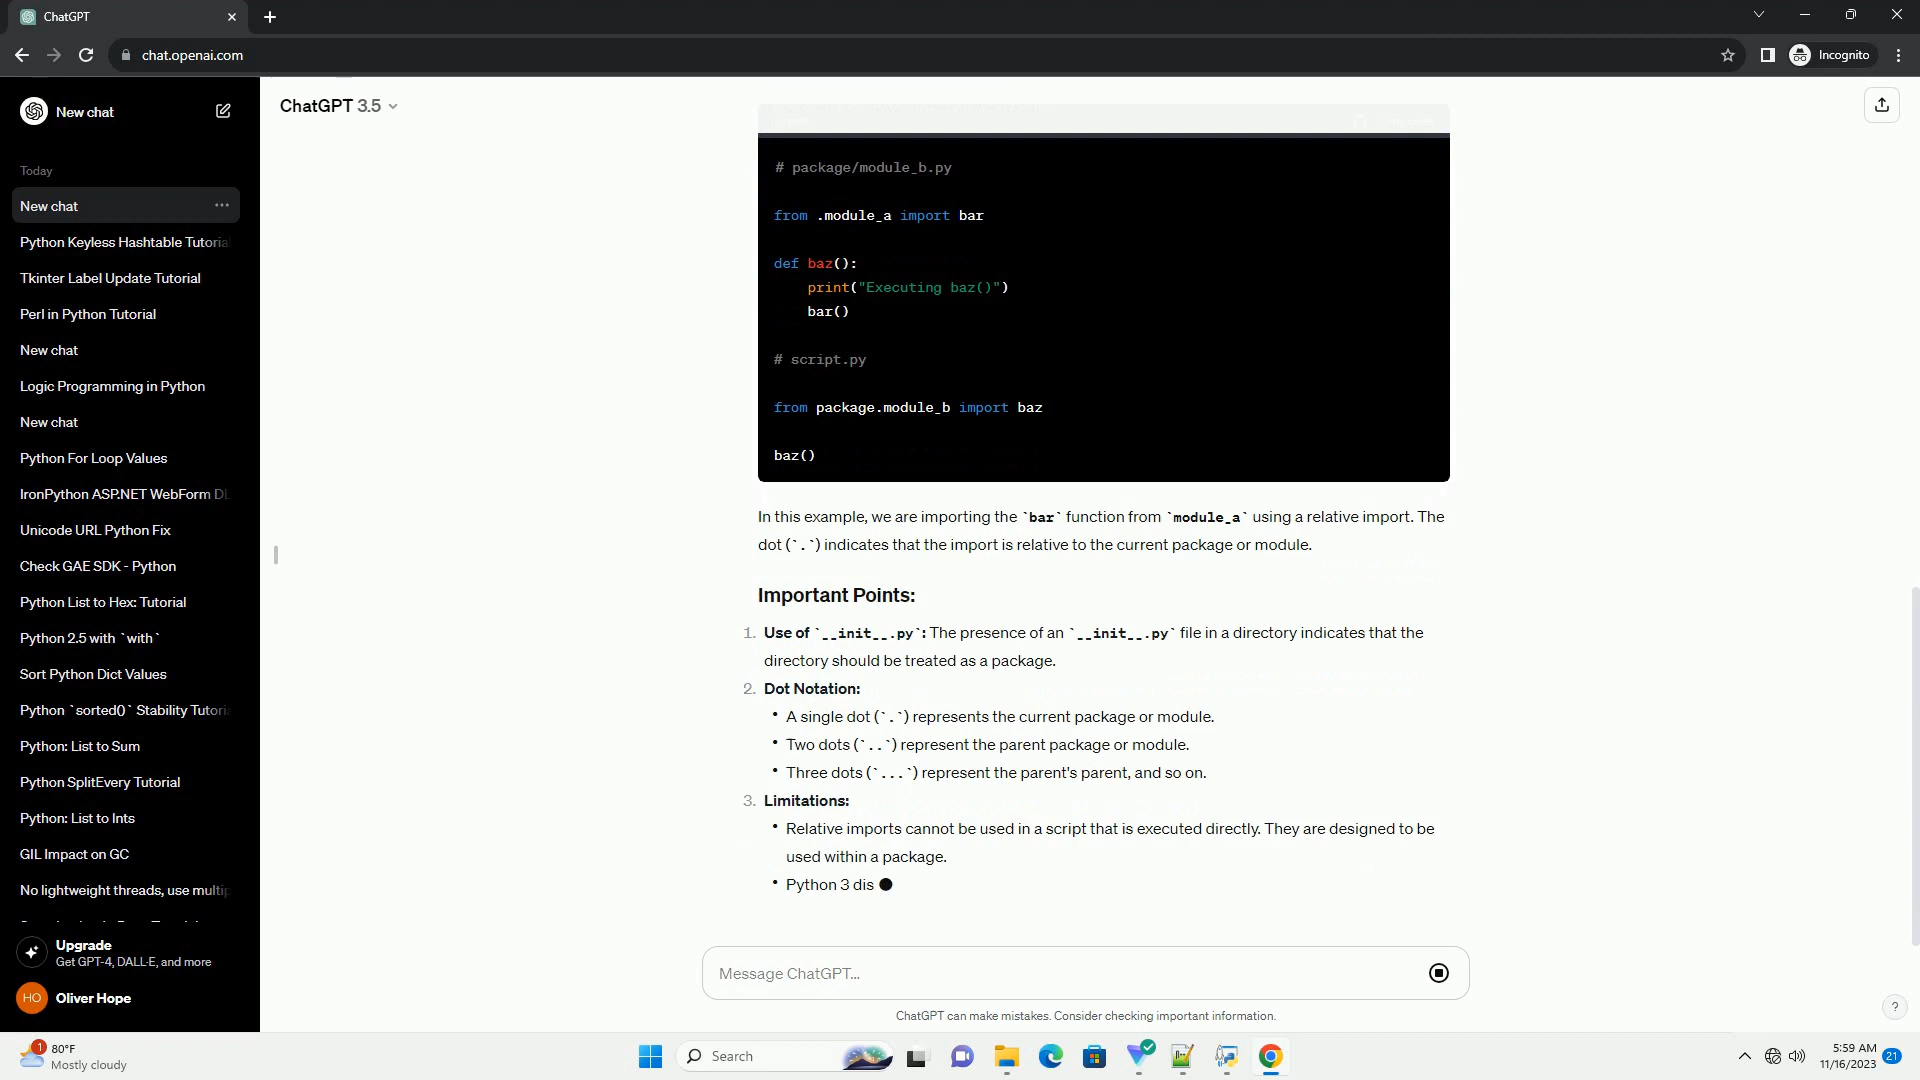 ChatGPT
chat.openai.com
Incognito
New chat
Today
New chat
Python Keyless Hashtable Tutoria
Tkinter Label Update Tutorial
Perl in Python Tutorial
New chat
Logic Programming in Python
New chat
Python For Loop Values
IronPython ASP.NET WebForm DL
Unicode URL Python Fix
Check GAE SDK - Python
Python List to Hex: Tutorial
Python 2.5 with `with`
Sort Python Dict Values
Python `sorted()` Stability Tutoria
Python: List to Sum
Python SplitEvery Tutorial
Python: List to Ints
GIL Impact on GC
No lightweight threads, use multip
Upgrade
Get GPT-4, DALL·E, and more
HO
Oliver Hope
ChatGPT 3.5
# package/module_b.py
from .module_a import bar
def baz():
print("Executing baz()")
bar()
# script.py
from package.module_b import baz
baz()
In this example, we are importing the `bar` function from `module_a` using a relative import. The
dot (`.`) indicates that the import is relative to the current package or module.
Important Points:
1. Use of `__init__.py`: The presence of an `__init__.py` file in a directory indicates that the
directory should be treated as a package.
2. Dot Notation:
• A single dot (`.`) represents the current package or module.
• Two dots (`..`) represent the parent package or module.
• Three dots (`...`) represent the parent's parent, and so on.
3. Limitations:
• Relative imports cannot be used in a script that is executed directly. They are designed to be
used within a package.
• Python 3 dis
Message ChatGPT...
ChatGPT can make mistakes. Consider checking important information.
?
1
80°F
Mostly cloudy
Search
5:59 AM
11/16/2023
21